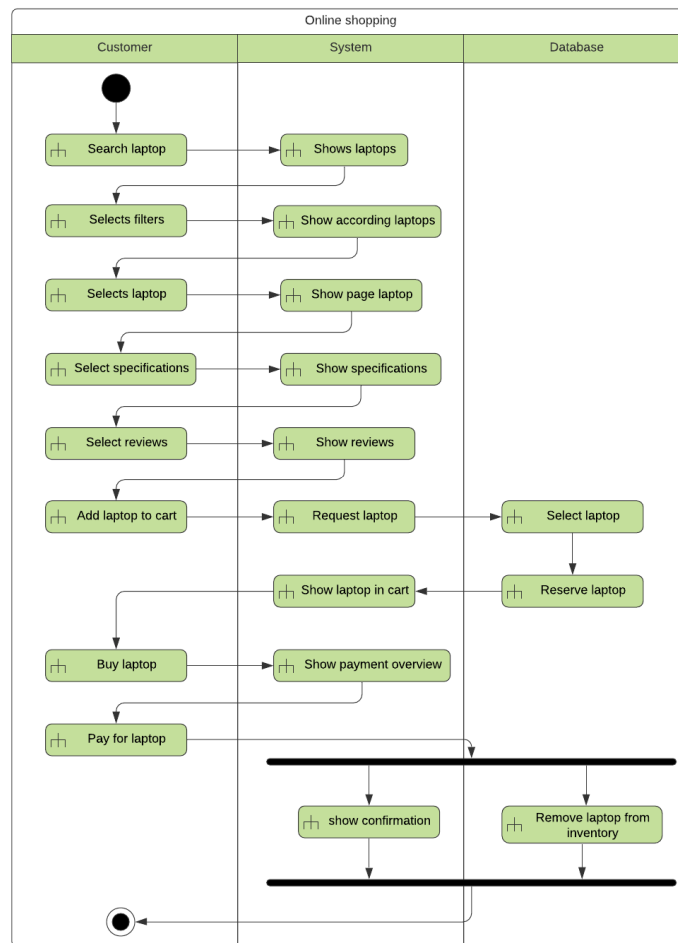 Online shopping
Customer
System
Database
Search laptop
Shows laptops
Selects filters
Show according laptops
Selects laptop
Show page laptop
Select specifications
Show specifications
Select reviews
Show reviews
Add laptop to cart
Request laptop
Select laptop
Show laptop in cart
Reserve laptop
Buy laptop
Show payment overview
Pay for laptop
show confirmation
Remove laptop from
inventory